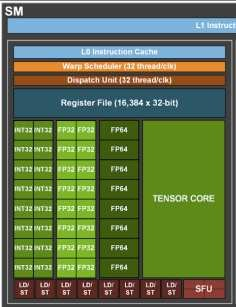 SM
L1 Instruc
L0 Instruction Cache
Warp Scheduler (32 thread/clk)
Dispatch Unit (32 thread/clk)
Register File (16,384 x 32-bit)
INT32 INT32 FP32 FP32 FP64
INT32 INT32 FP32 FP32 FP64
INT32 INT32 FP32 FP32 FP64
INT32 INT32 FP32 FP32 FP64
TENSOR CORE
INT32 INT32 FP32 FP32 FP64
INT32 INT32 FP32 FP32 FP64
INT32 INT32 FP32 FP32 FP64
INT32 INT32 FP32 FP32 FP64
LD/ LD/ LD/ LD/ LD/ LD/ LD/ LD/
ST ST ST ST ST ST ST ST
SFU